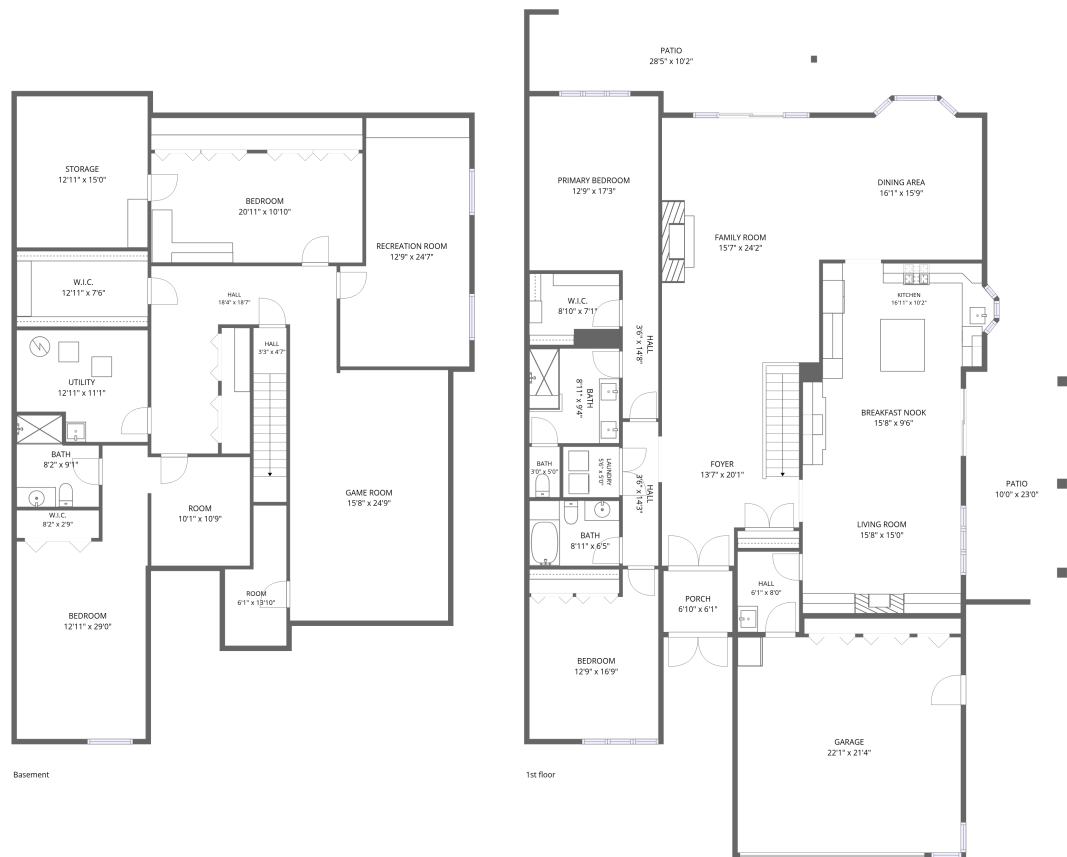 STORAGE
12'11" x 15'0"
BEDROOM
20'11" x 10'10"
RECREATION ROOM
12'9" x 24'7"
W.I.C.
12'11" x 7'6"
HALL
18'4" x 18'7"
HALL
3'3" x 4'7"
UTILITY
12'11" x 11'1"
BATH
8'2" x 9'1"
W.I.C.
8'2" x 2'9"
ROOM
10'1" x 10'9"
GAME ROOM
15'8" x 24'9"
ROOM
6'1" x 13'10"
BEDROOM
12'11" x 29'0"
Basement
PATIO
28'5" x 10'2"
PRIMARY BEDROOM
12'9" x 17'3"
DINING AREA
16'1" x 15'9"
FAMILY ROOM
15'7" x 24'2"
W.I.C.
8'10" x 7'1"
HALL
3'6" x 14'8"
KITCHEN
16'11" x 10'2"
BATH
8'11" x 9'4"
BREAKFAST NOOK
15'8" x 9'6"
BATH
3'0" x 5'0"
LAUNDRY
5'6" x 5'0"
HALL
3'6" x 14'3"
FOYER
13'7" x 20'1"
PATIO
10'0" x 23'0"
LIVING ROOM
15'8" x 15'0"
BATH
8'11" x 6'5"
HALL
6'1" x 8'0"
PORCH
6'10" x 6'1"
BEDROOM
12'9" x 16'9"
GARAGE
22'1" x 21'4"
1st floor